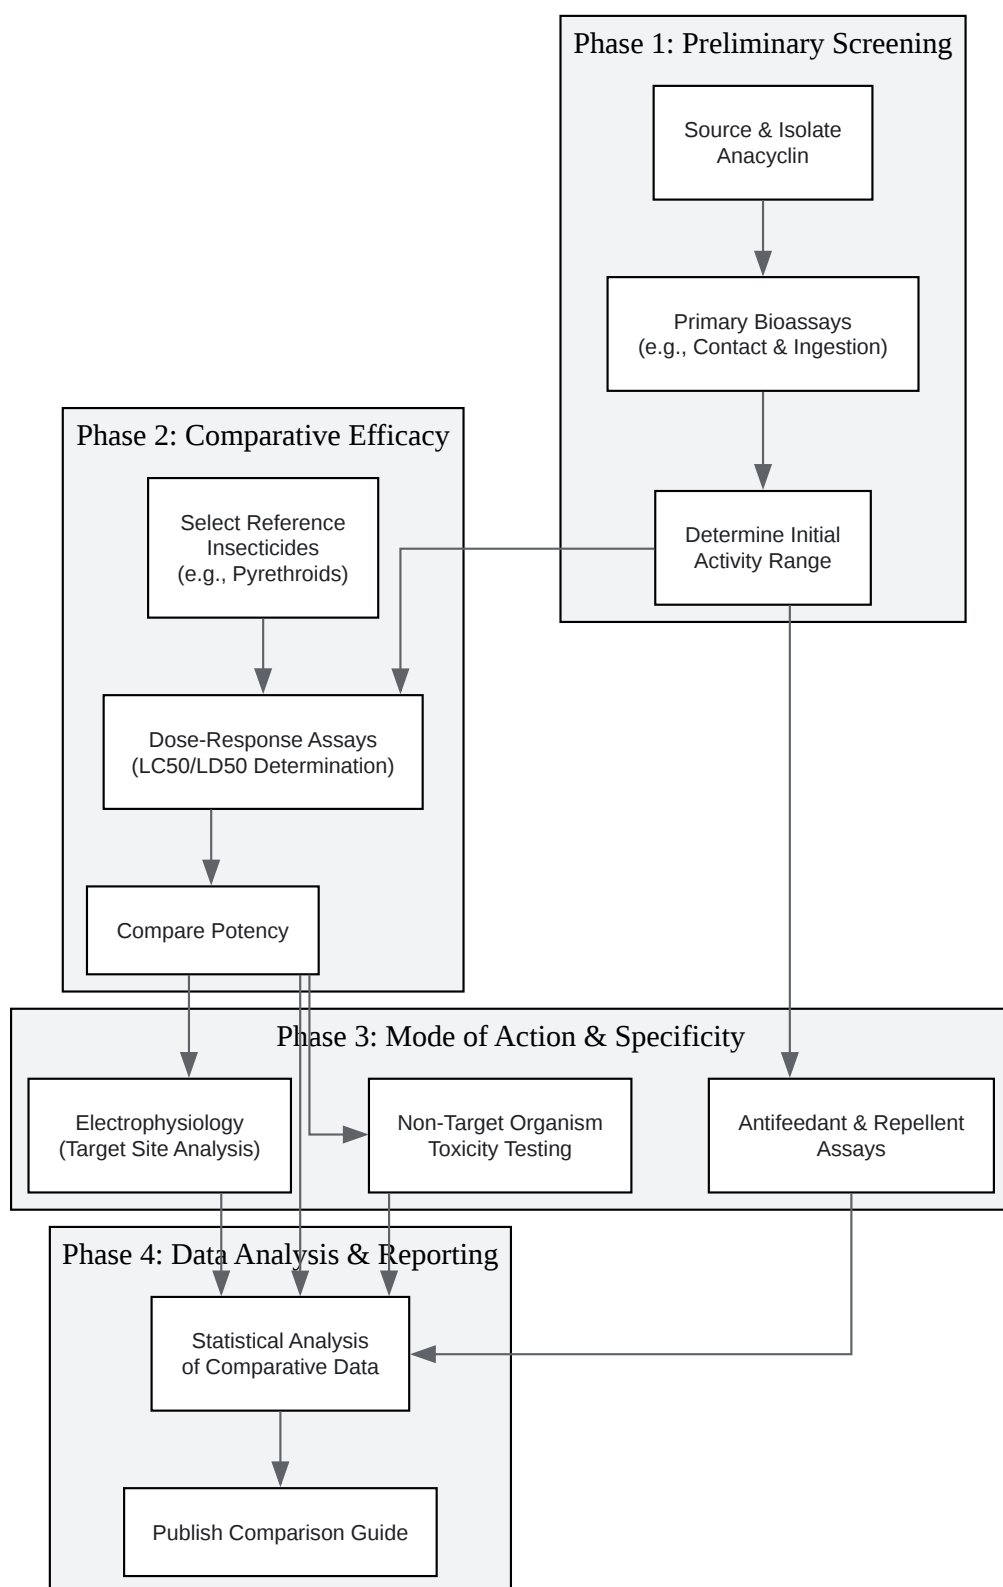 Phase 1: Preliminary Screening
Source & Isolate
Anacyclin
Primary Bioassays
(e.g., Contact & Ingestion)
Determine Initial
Activity Range
Phase 2: Comparative Efficacy
Select Reference
Insecticides
(e.g., Pyrethroids)
Dose-Response Assays
(LC50/LD50 Determination)
Compare Potency
Phase 3: Mode of Action & Specificity
Electrophysiology
(Target Site Analysis)
Non-Target Organism
Toxicity Testing
Antifeedant & Repellent
Assays
Phase 4: Data Analysis & Reporting
Statistical Analysis
of Comparative Data
Publish Comparison Guide